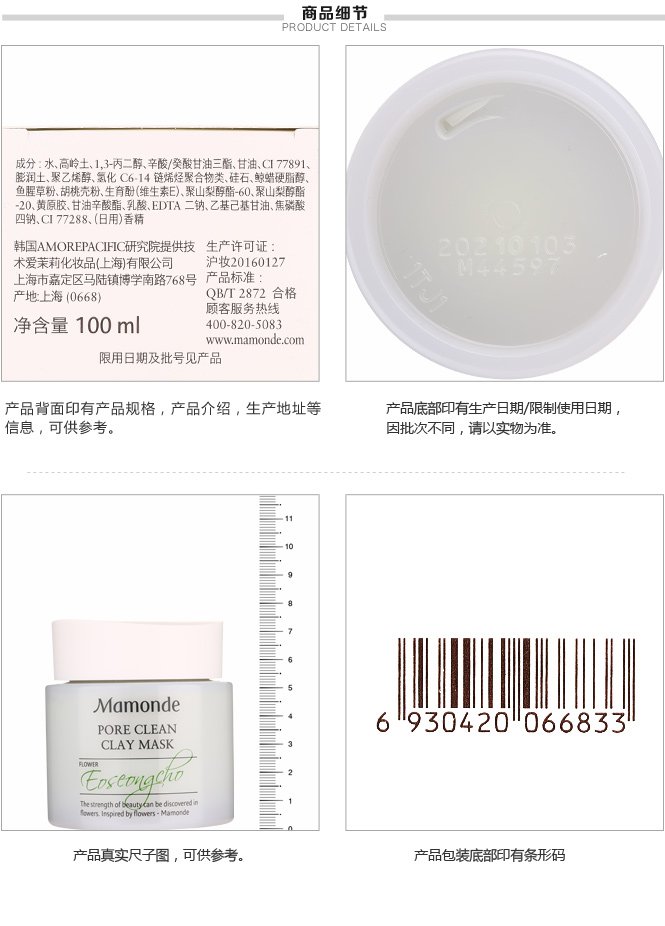 商品细节
PRODUCT DETAILS
成分：水、高岭土、1,3-丙二醇、辛酸/癸酸甘油三酯、甘油、CI 77891、
膨润土、聚乙烯醇、氢化 C6-14 链烯烃聚合物类、硅石、鲸蜡硬脂醇、
鱼腥草粉、胡桃壳粉、生育酚（维生素E）、聚山梨醇酯-60、聚山梨醇酯
-20、黄原胶、甘油辛酸酯、乳酸、EDTA 二钠、乙基己基甘油、焦磷酸
四钠、CI 77288、（日用）香精
韩国AMOREPACIFIC研究院提供技
术爱茉莉化妆品(上海)有限公司
上海市嘉定区马陆镇博学南路768号
产地:上海 (0668)
净含量 100 ml
生产许可证：
沪妆20160127
产品标准：
QB/T 2872 合格
顾客服务热线
400-820-5083
www.mamonde.com
限用日期及批号见产品
20210103
M44597
产品背面印有产品规格，产品介绍，生产地址等
信息，可供参考。
产品底部印有生产日期/限制使用日期，
因批次不同，请以实物为准。
11
10
9
8
7
6
5
4
3
2
1
0
Mamonde
PORE CLEAN
CLAY MASK
FLOWER
Eoseongcho
The strength of beauty can be discovered in
flowers. Inspired by flowers - Mamonde
6 930420 066833
产品真实尺子图，可供参考。
产品包装底部印有条形码